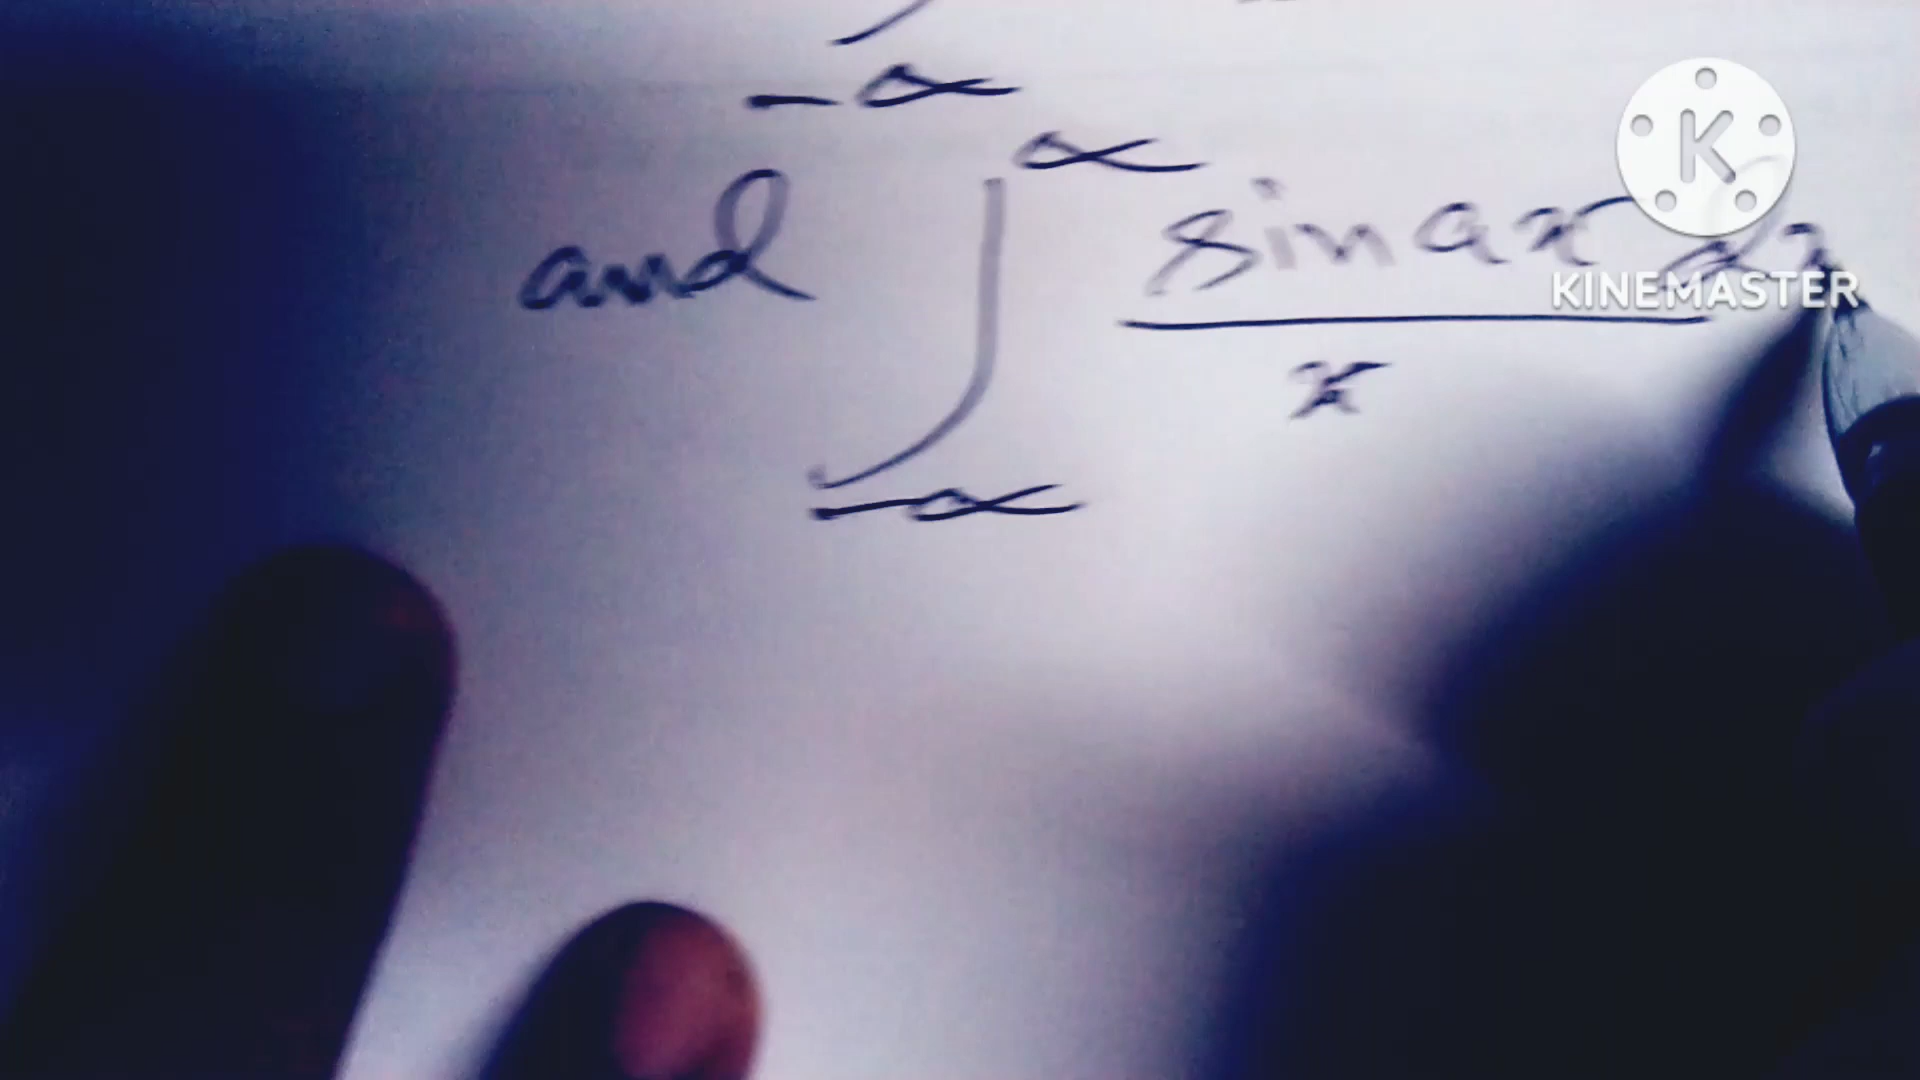 -∝
and ∫_{-∝}^{∝} sin ax dx / x
K
KINEMASTER